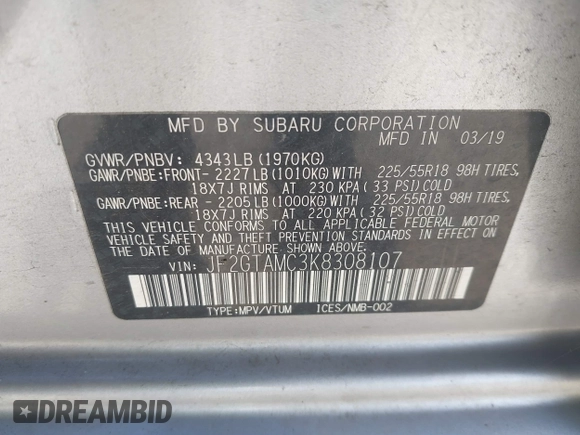 MFD BY SUBARU CORPORATION
MFD IN 03/19
GVWR/PNBV: 4343LB(1970KG)
GAWR/PNBE:FRONT- 2227LB(1010KG)WITH 225/55R18 98H TIRES,
18X7J RIMS AT 230 KPA(33 PSI)COLD
GAWR/PNBE:REAR - 2205LB(1000KG)WITH 225/55R18 98H TIRES,
18X7J RIMS AT 220 KPA(32 PSI)COLD
THIS VEHICLE CONFORMS TO ALL APPLICABLE FEDERAL MOTOR
VEHICLE SAFETY AND THEFT PREVENTION STANDARDS IN EFFECT ON
THE DATE OF MANUFACTURE SHOWN ABOVE.
VIN: JF2GTAMC3K8308107
TYPE:MPV/VTUM ICES/NMB-002
DREAMBID